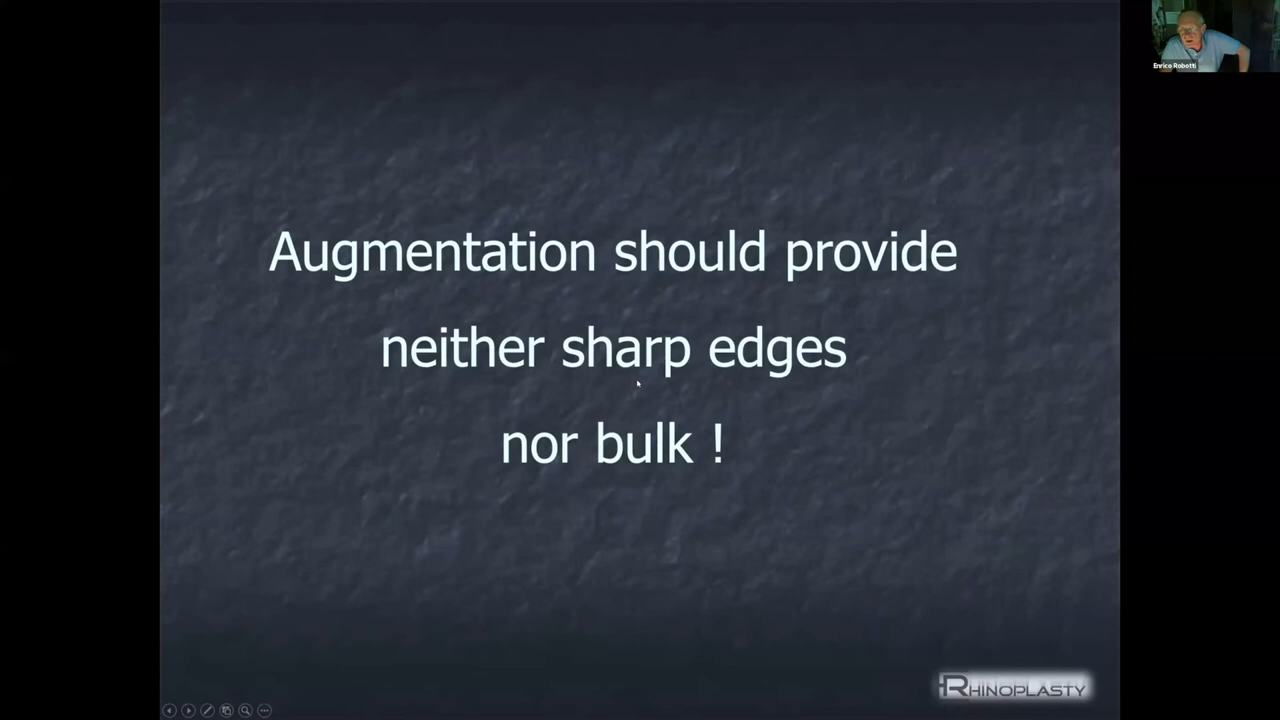 Enrico Robotti
Augmentation should provide
neither sharp edges
nor bulk !
RHINOPLASTY